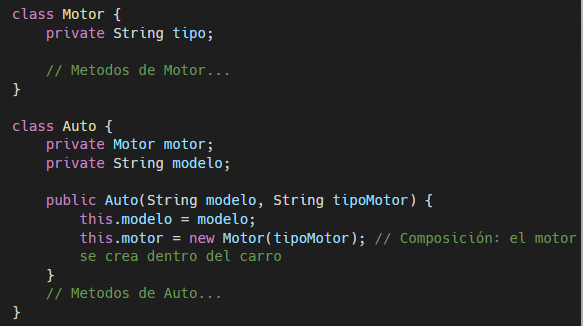 class Motor {
    private String tipo;

    // Metodos de Motor...
}

class Auto {
    private Motor motor;
    private String modelo;

    public Auto(String modelo, String tipoMotor) {
        this.modelo = modelo;
        this.motor = new Motor(tipoMotor); // Composición: el motor
        se crea dentro del carro
    }
    // Metodos de Auto...
}